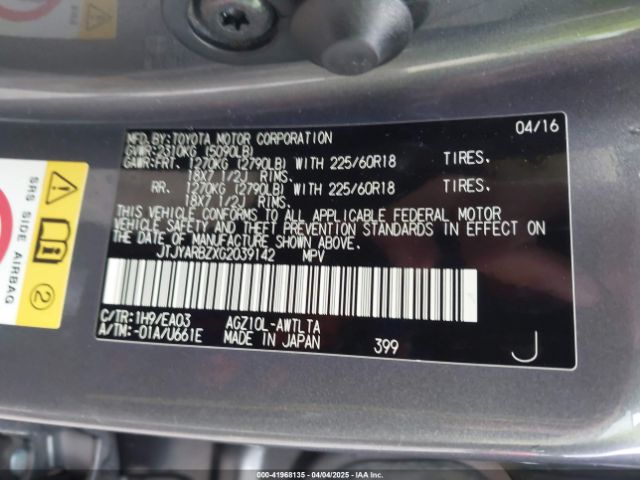 MFD.BY:TOYOTA MOTOR CORPORATION 04/16
GVWR:2310KG (5090LB)
GAWR:FRT. 1270KG (2790LB) WITH 225/60R18 TIRES.
18X7 1/2J RIMS.
RR. 1270KG (2790LB) WITH 225/60R18 TIRES.
18X7 1/2J RIMS.
THIS VEHICLE CONFORMS TO ALL APPLICABLE FEDERAL MOTOR
VEHICLE SAFETY AND THEFT PREVENTION STANDARDS IN EFFECT ON
THE DATE OF MANUFACTURE SHOWN ABOVE.
JTJYARBZXG2039142 MPV
C/TR:1H9/EA03 AGZ10L-AWTLTA
A/TM:-01A/U661E MADE IN JAPAN 399 J
SRS SIDE AIRBAG
2
000-41968135 - 04/04/2025 - IAAI Inc.